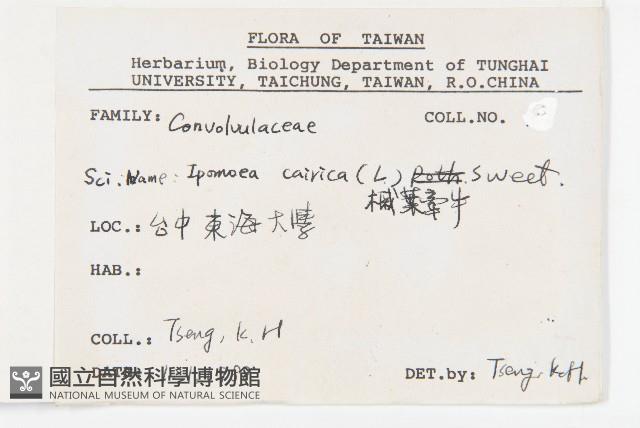 FLORA OF TAIWAN
Herbarium, Biology Department of TUNGHAI
UNIVERSITY, TAICHUNG, TAIWAN, R.O.CHINA
FAMILY: Convolvulaceae COLL.NO.
Sci. Name: Ipomoea cairica (L.) Roth. Sweet.
槭葉牽牛
LOC.: 台中東海大學
HAB.:
COLL.: Tseng, K. H
DATE
DET.by: Tseng, K.H.
國立自然科學博物館
NATIONAL MUSEUM OF NATURAL SCIENCE